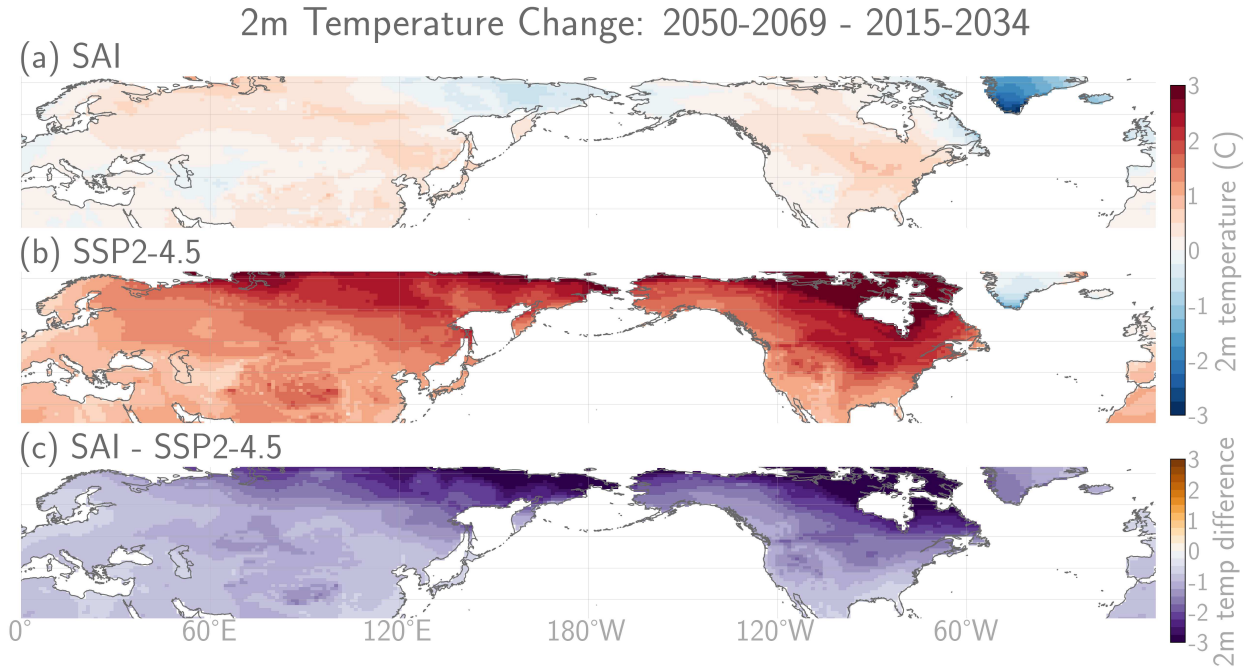 2m Temperature Change: 2050-2069 - 2015-2034
(a) SAI
3
2
1
0
-1
-2
-3
2m temperature (C)
(b) SSP2-4.5
(c) SAI - SSP2-4.5
3
2
1
0
-1
-2
-3
2m temp difference
0°
60°E
120°E
180°W
120°W
60°W